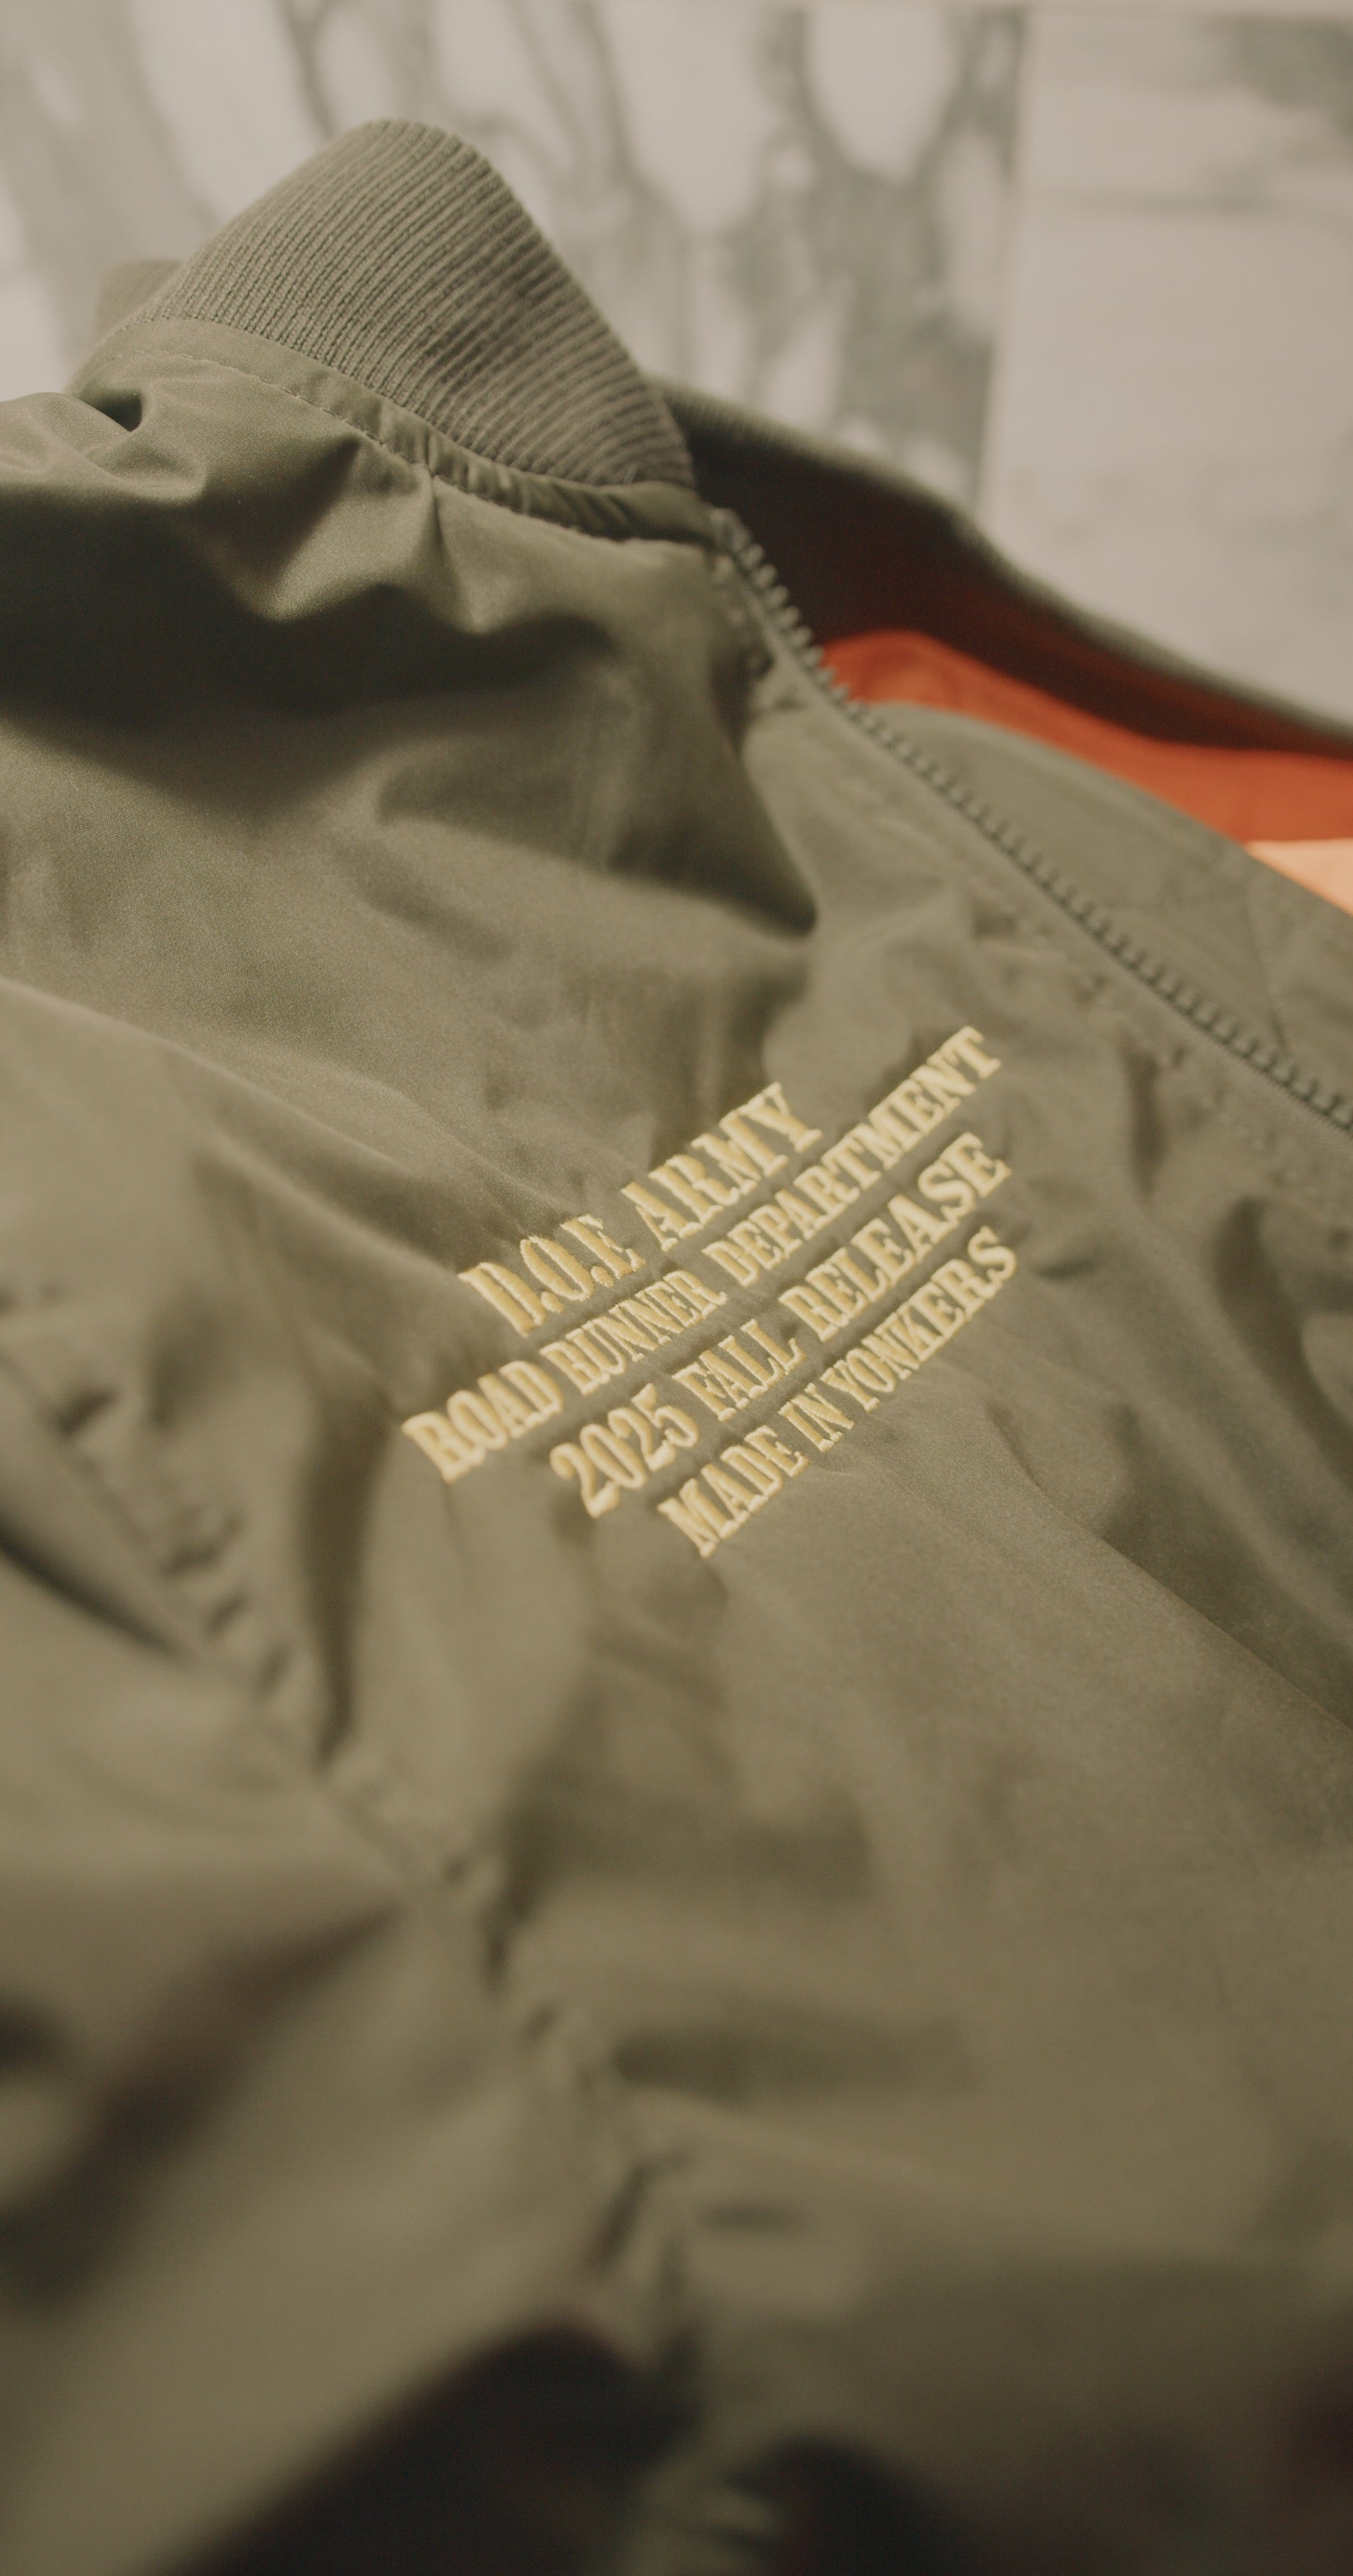 D.O.E ARMY
ROAD RUNNER DEPARTMENT
2025 FALL RELEASE
MADE IN YONKERS